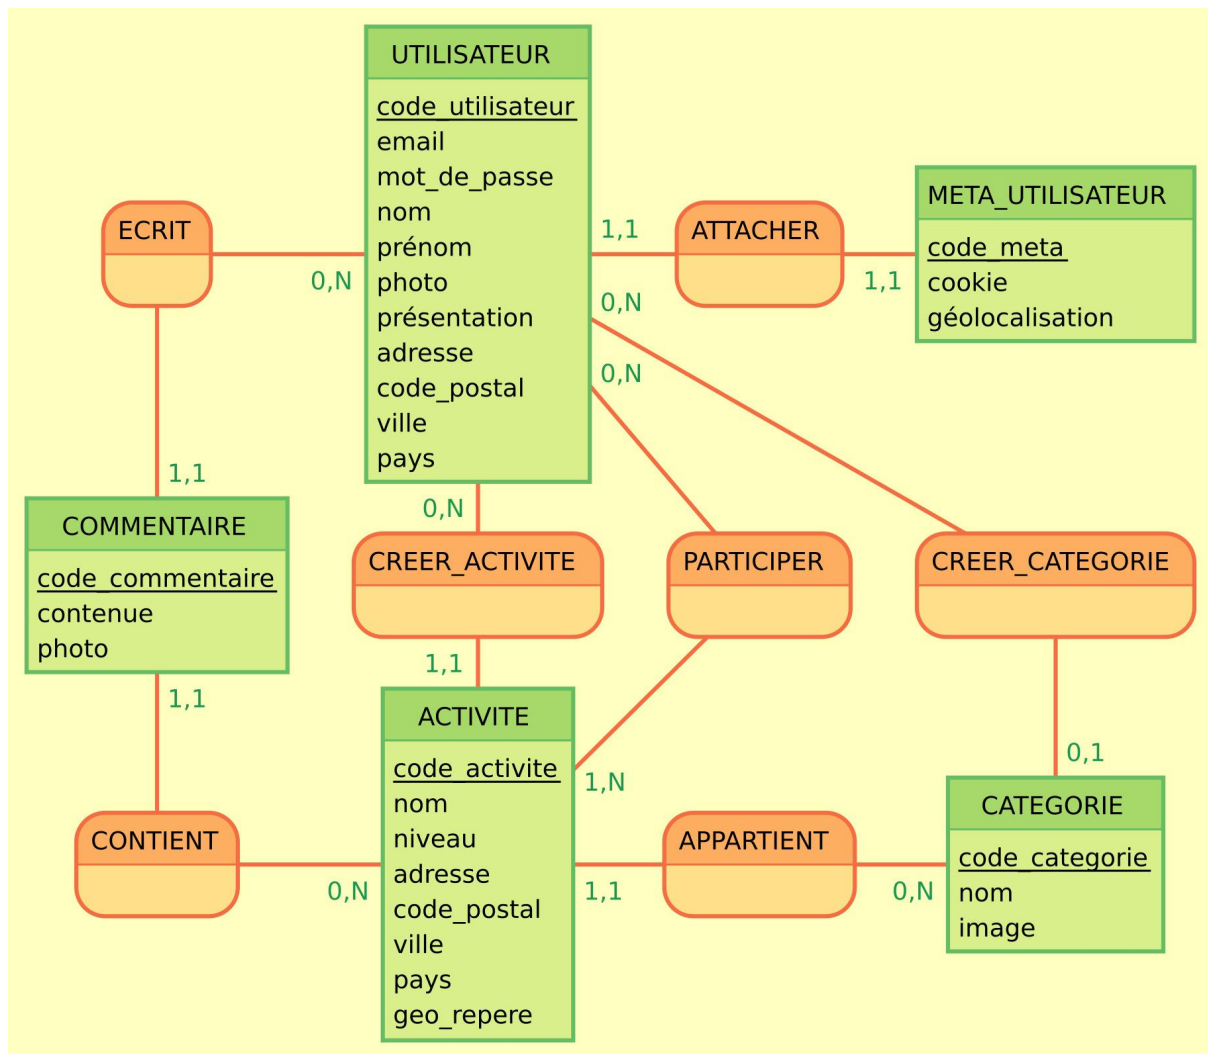 UTILISATEUR
code_utilisateur
email
mot_de_passe
nom
prénom
photo
présentation
adresse
code_postal
ville
pays
ECRIT
0,N
1,1
ATTACHER
1,1
META_UTILISATEUR
code_meta
cookie
géolocalisation
0,N
0,N
1,1
COMMENTAIRE
code_commentaire
contenue
photo
1,1
0,N
CREER_ACTIVITE
1,1
PARTICIPER
1,N
CREER_CATEGORIE
0,1
ACTIVITE
code_activite
nom
niveau
adresse
code_postal
ville
pays
geo_repere
CONTIENT
0,N
1,1
APPARTIENT
0,N
CATEGORIE
code_categorie
nom
image